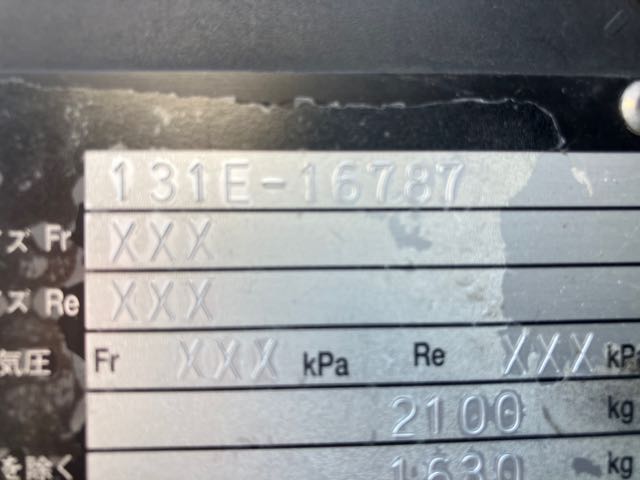 131E-16787
ズ Fr XXX
ズ Re XXX
気圧 Fr XXX kPa Re XXX kPa
2100 kg
を除く 1630 kg